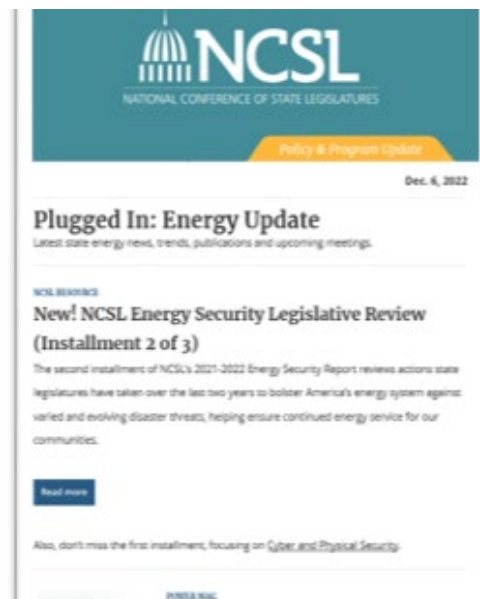 NCSL
NATIONAL CONFERENCE OF STATE LEGISLATURES
Policy & Program Update
Dec. 6, 2022
Plugged In: Energy Update
Latest state energy news, trends, publications and upcoming meetings.
NCSL RESOURCE
New! NCSL Energy Security Legislative Review
(Installment 2 of 3)
The second installment of NCSL's 2021-2022 Energy Security Report reviews actions state
legislatures have taken over the last two years to bolster America's energy system against
varied and evolving disaster threats, helping ensure continued energy service for our
communities.
Read more
Also, don't miss the first installment, focusing on Cyber and Physical Security.
POWER MAG